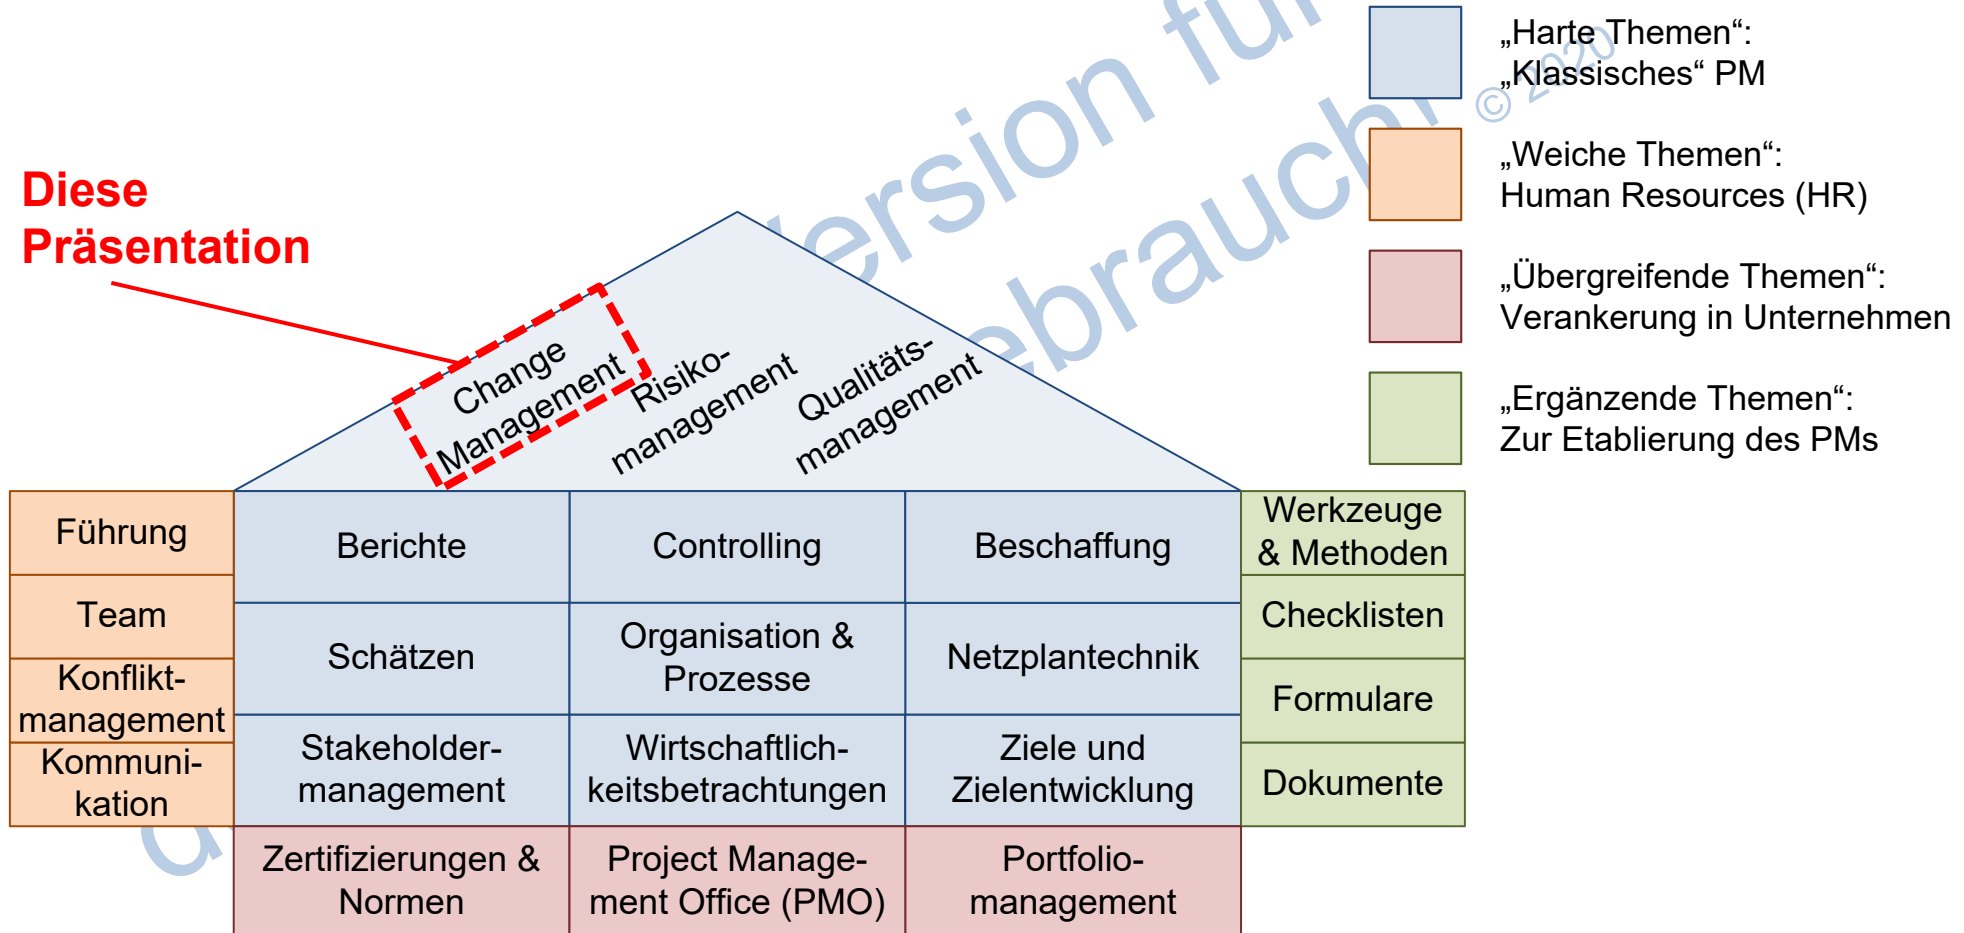 „Harte Themen“:
„Klassisches“ PM
„Weiche Themen“:
Human Resources (HR)
„Übergreifende Themen“:
Verankerung in Unternehmen
„Ergänzende Themen“:
Zur Etablierung des PMs
© 2020
Diese
Präsentation
Change
Management
Risiko-
management
Qualitäts-
management
Führung
Team
Konflikt-
management
Kommuni-
kation
Berichte
Controlling
Beschaffung
Schätzen
Organisation &
Prozesse
Netzplantechnik
Stakeholder-
management
Wirtschaftlich-
keitsbetrachtungen
Ziele und
Zielentwicklung
Zertifizierungen &
Normen
Project Manage-
ment Office (PMO)
Portfolio-
management
Werkzeuge
& Methoden
Checklisten
Formulare
Dokumente